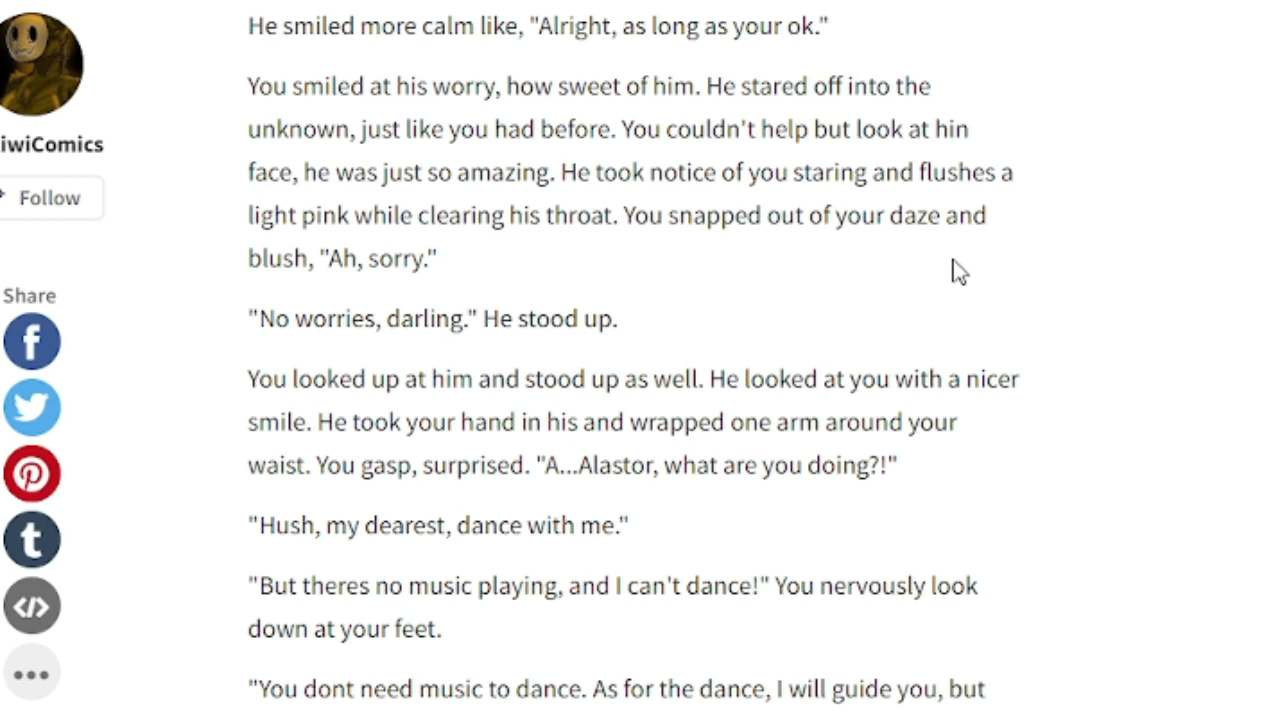 He smiled more calm like, "Alright, as long as your ok."
You smiled at his worry, how sweet of him. He stared off into the
unknown, just like you had before. You couldn't help but look at hin
face, he was just so amazing. He took notice of you staring and flushes a
light pink while clearing his throat. You snapped out of your daze and
blush, "Ah, sorry."
"No worries, darling." He stood up.
You looked up at him and stood up as well. He looked at you with a nicer
smile. He took your hand in his and wrapped one arm around your
waist. You gasp, surprised. "A...Alastor, what are you doing?!"
"Hush, my dearest, dance with me."
"But theres no music playing, and I can't dance!" You nervously look
down at your feet.
"You dont need music to dance. As for the dance, I will guide you, but
iwiComics
Follow
Share